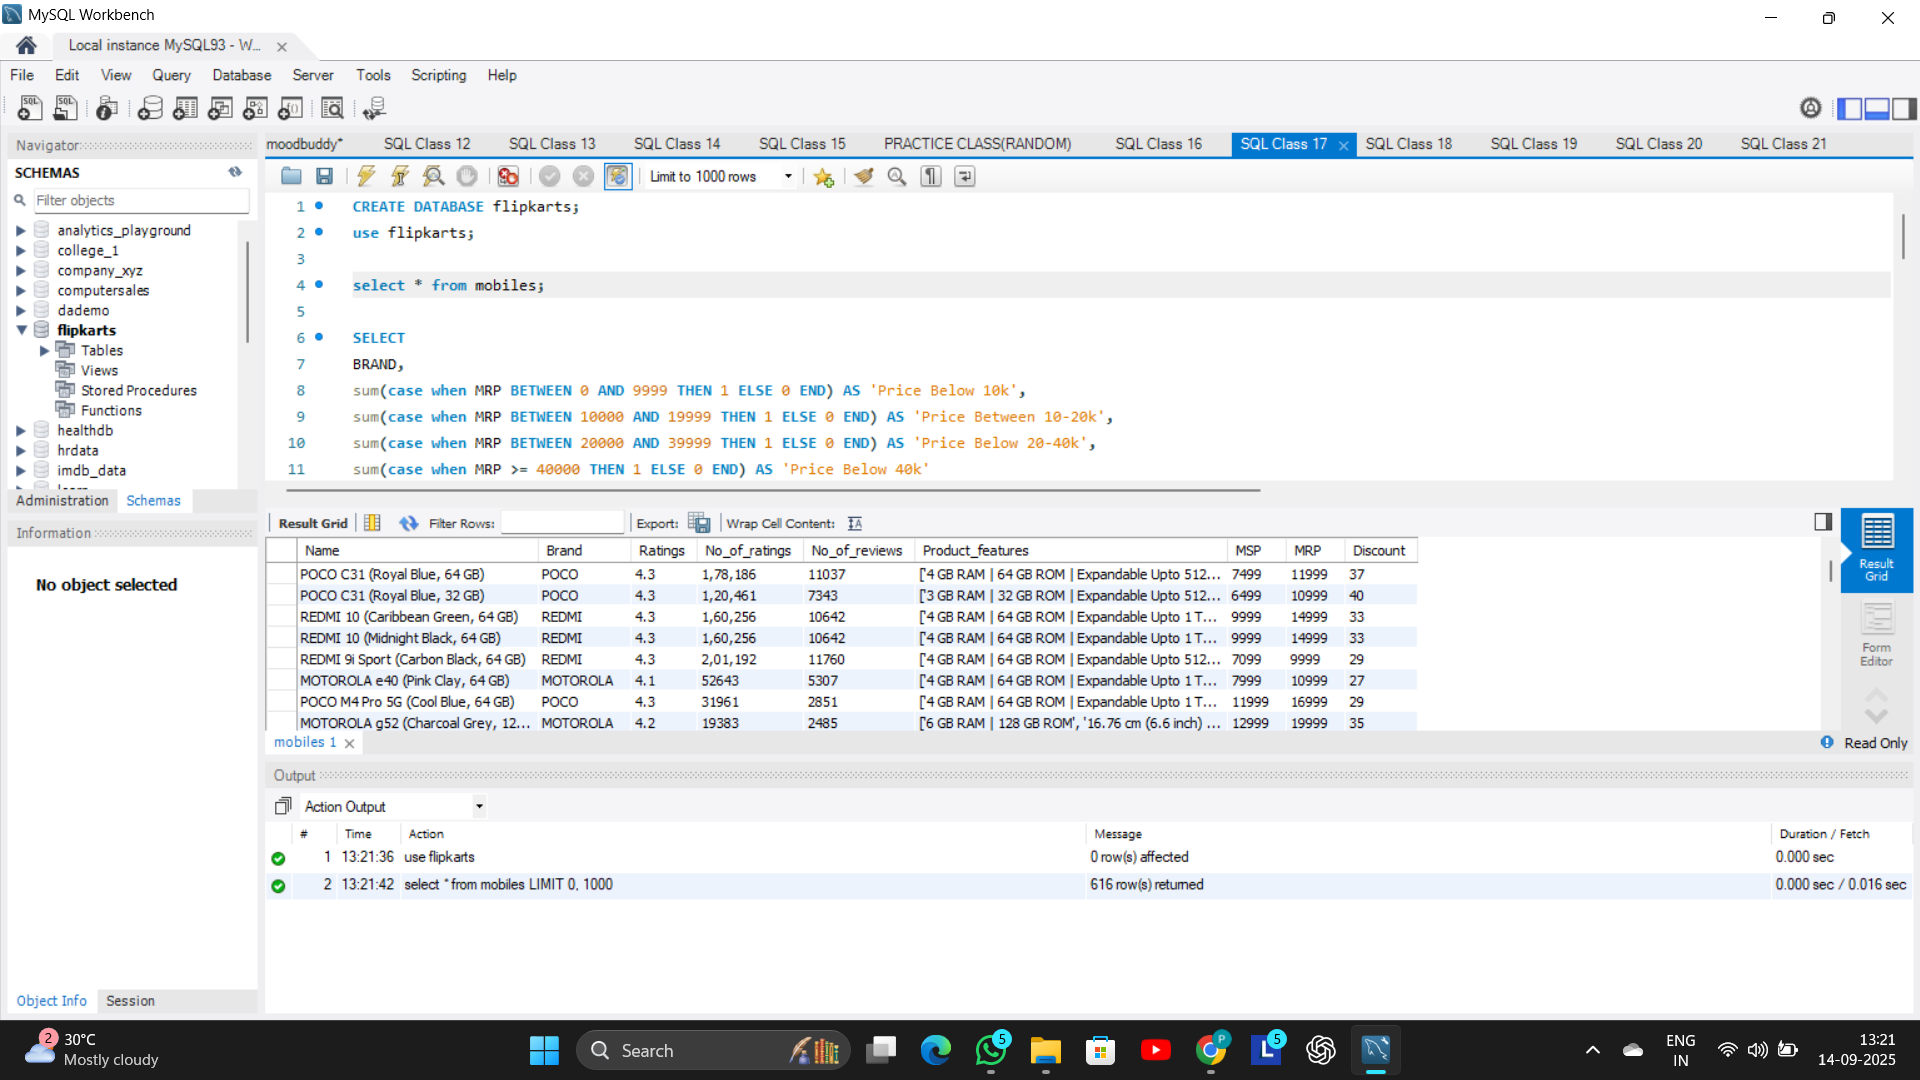 MySQL Workbench
Local instance MySQL93 - W...
File Edit View Query Database Server Tools Scripting Help
Navigator
SCHEMAS
Filter objects
analytics_playground
college_1
company_xyz
computersales
dademo
flipkarts
Tables
Views
Stored Procedures
Functions
healthdb
hrdata
imdb_data
Administration Schemas
Information
No object selected
Object Info Session
moodbuddy* SQL Class 12 SQL Class 13 SQL Class 14 SQL Class 15 PRACTICE CLASS(RANDOM) SQL Class 16 SQL Class 17 SQL Class 18 SQL Class 19 SQL Class 20 SQL Class 21
Limit to 1000 rows
1 CREATE DATABASE flipkarts;
2 use flipkarts;
3
4 select * from mobiles;
5
6 SELECT
7 BRAND,
8 sum(case when MRP BETWEEN 0 AND 9999 THEN 1 ELSE 0 END) AS 'Price Below 10k',
9 sum(case when MRP BETWEEN 10000 AND 19999 THEN 1 ELSE 0 END) AS 'Price Between 10-20k',
10 sum(case when MRP BETWEEN 20000 AND 39999 THEN 1 ELSE 0 END) AS 'Price Below 20-40k',
11 sum(case when MRP >= 40000 THEN 1 ELSE 0 END) AS 'Price Below 40k'
Result Grid Filter Rows: Export: Wrap Cell Content:
Name Brand Ratings No_of_ratings No_of_reviews Product_features MSP MRP Discount
POCO C31 (Royal Blue, 64 GB) POCO 4.3 1,78,186 11037 ['4 GB RAM | 64 GB ROM | Expandable Upto 512... 7499 11999 37
POCO C31 (Royal Blue, 32 GB) POCO 4.3 1,20,461 7343 ['3 GB RAM | 32 GB ROM | Expandable Upto 512... 6499 10999 40
REDMI 10 (Caribbean Green, 64 GB) REDMI 4.3 1,60,256 10642 ['4 GB RAM | 64 GB ROM | Expandable Upto 1 T... 9999 14999 33
REDMI 10 (Midnight Black, 64 GB) REDMI 4.3 1,60,256 10642 ['4 GB RAM | 64 GB ROM | Expandable Upto 1 T... 9999 14999 33
REDMI 9i Sport (Carbon Black, 64 GB) REDMI 4.3 2,01,192 11760 ['4 GB RAM | 64 GB ROM | Expandable Upto 512... 7099 9999 29
MOTOROLA e40 (Pink Clay, 64 GB) MOTOROLA 4.1 52643 5307 ['4 GB RAM | 64 GB ROM | Expandable Upto 1 T... 7999 10999 27
POCO M4 Pro 5G (Cool Blue, 64 GB) POCO 4.3 31961 2851 ['4 GB RAM | 64 GB ROM | Expandable Upto 1 T... 11999 16999 29
MOTOROLA g52 (Charcoal Grey, 12... MOTOROLA 4.2 19383 2485 ['6 GB RAM | 128 GB ROM', '16.76 cm (6.6 inch) ... 12999 19999 35
Result Grid
Form Editor
mobiles 1
Read Only
Output
Action Output
# Time Action Message Duration / Fetch
1 13:21:36 use flipkarts 0 row(s) affected 0.000 sec
2 13:21:42 select * from mobiles LIMIT 0, 1000 616 row(s) returned 0.000 sec / 0.016 sec
2 30°C
Mostly cloudy
Search
5
P
L 5
ENG
IN
13:21
14-09-2025